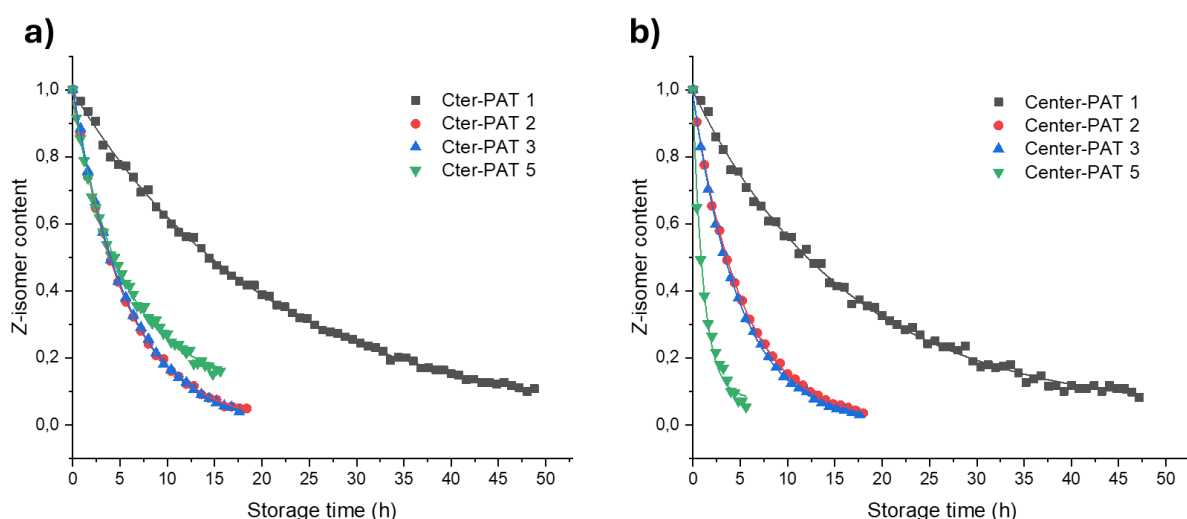 a)
Z-isomer content
1,0
0,8
0,6
0,4
0,2
0,0
0 5 10 15 20 25 30 35 40 45 50
Storage time (h)
Cter-PAT 1
Cter-PAT 2
Cter-PAT 3
Cter-PAT 5
b)
Z-isomer content
1,0
0,8
0,6
0,4
0,2
0,0
0 5 10 15 20 25 30 35 40 45 50
Storage time (h)
Center-PAT 1
Center-PAT 2
Center-PAT 3
Center-PAT 5